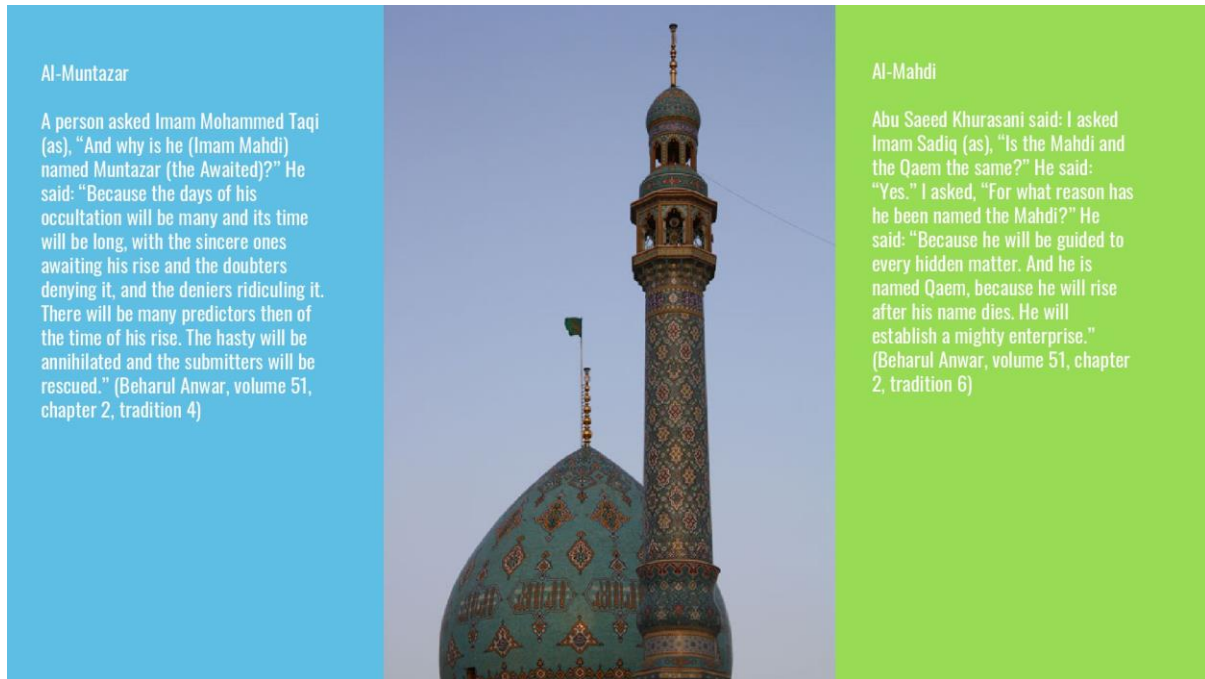 Al-Muntazar
A person asked Imam Mohammed Taqi
(as), “And why is he (Imam Mahdi)
named Muntazar (the Awaited)?” He
said: “Because the days of his
occultation will be many and its time
will be long, with the sincere ones
awaiting his rise and the doubters
denying it, and the deniers ridiculing it.
There will be many predictors then of
the time of his rise. The hasty will be
annihilated and the submitters will be
rescued.” (Beharul Anwar, volume 51,
chapter 2, tradition 4)
Al-Mahdi
Abu Saeed Khurasani said: I asked
Imam Sadiq (as), “Is the Mahdi and
the Qaem the same?” He said:
“Yes.” I asked, “For what reason has
he been named the Mahdi?” He
said: “Because he will be guided to
every hidden matter. And he is
named Qaem, because he will rise
after his name dies. He will
establish a mighty enterprise.”
(Beharul Anwar, volume 51, chapter
2, tradition 6)